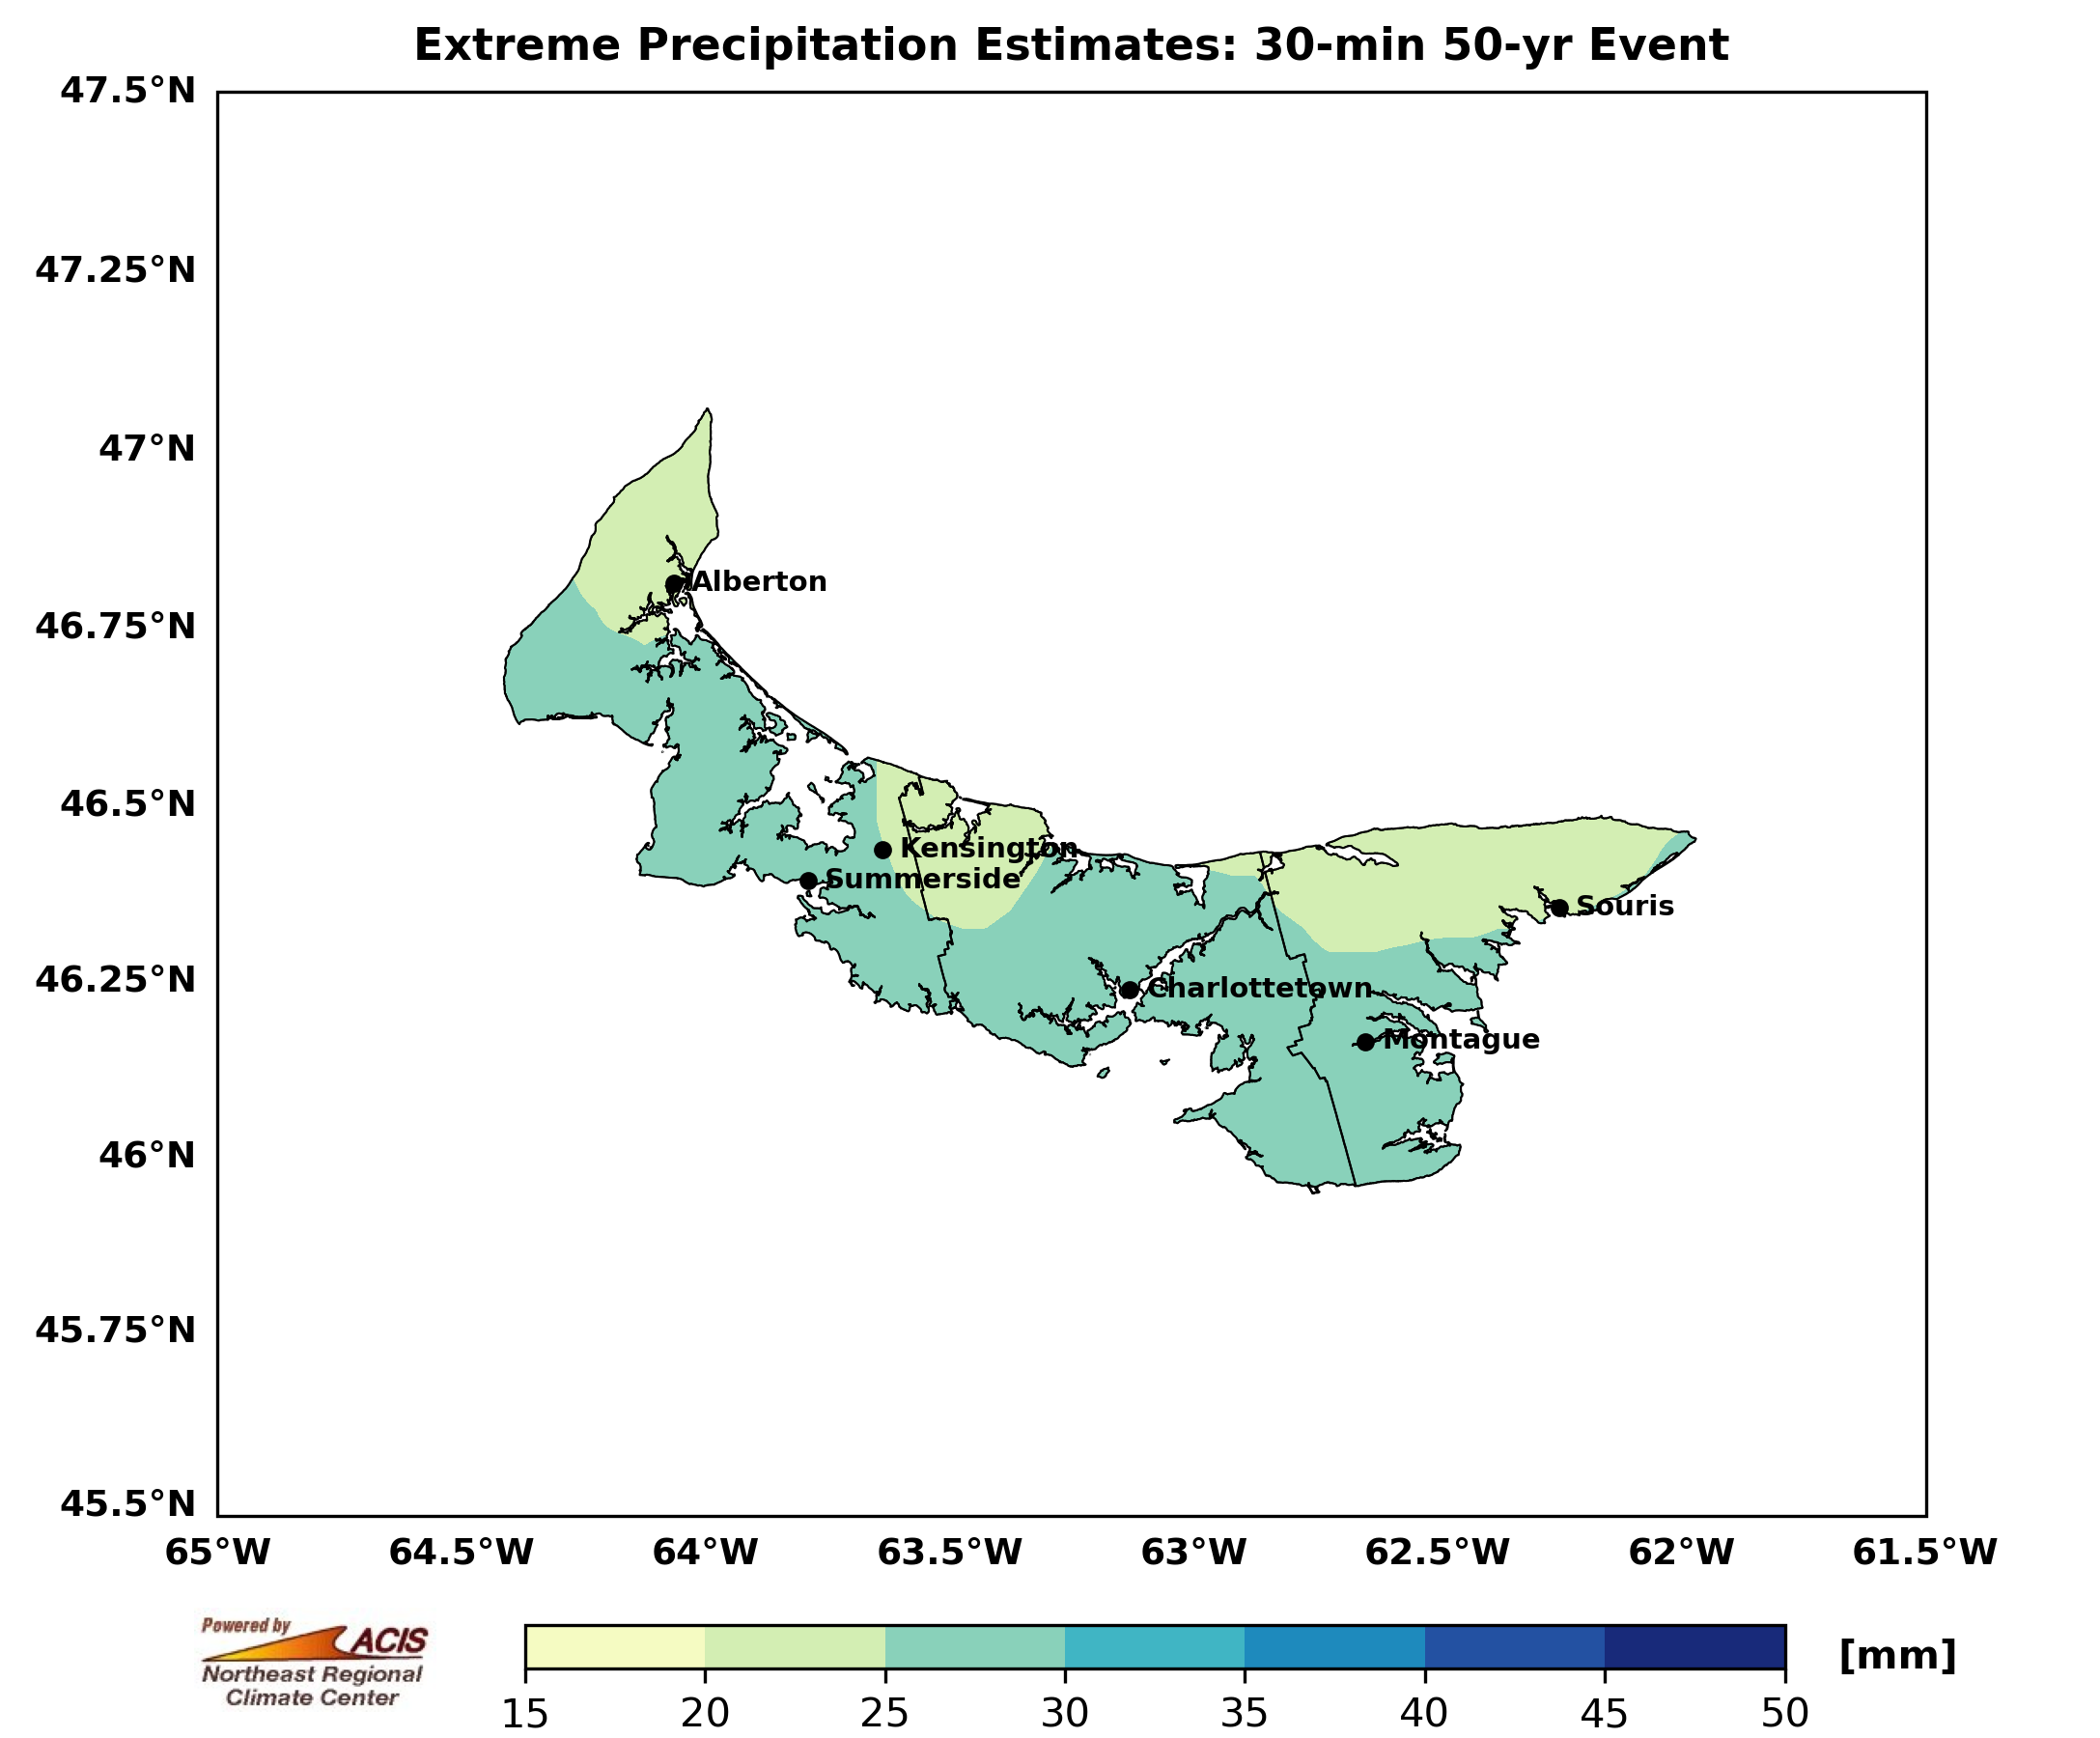 Extreme Precipitation Estimates: 30-min 50-yr Event
47.5°N
47.25°N
47°N
46.75°N
46.5°N
46.25°N
46°N
45.75°N
45.5°N
Alberton
Kensington
Summerside
Souris
Charlottetown
Montague
65°W 64.5°W 64°W 63.5°W 63°W 62.5°W 62°W 61.5°W
Powered by
ACIS
Northeast Regional
Climate Center
[mm]
15 20 25 30 35 40 45 50